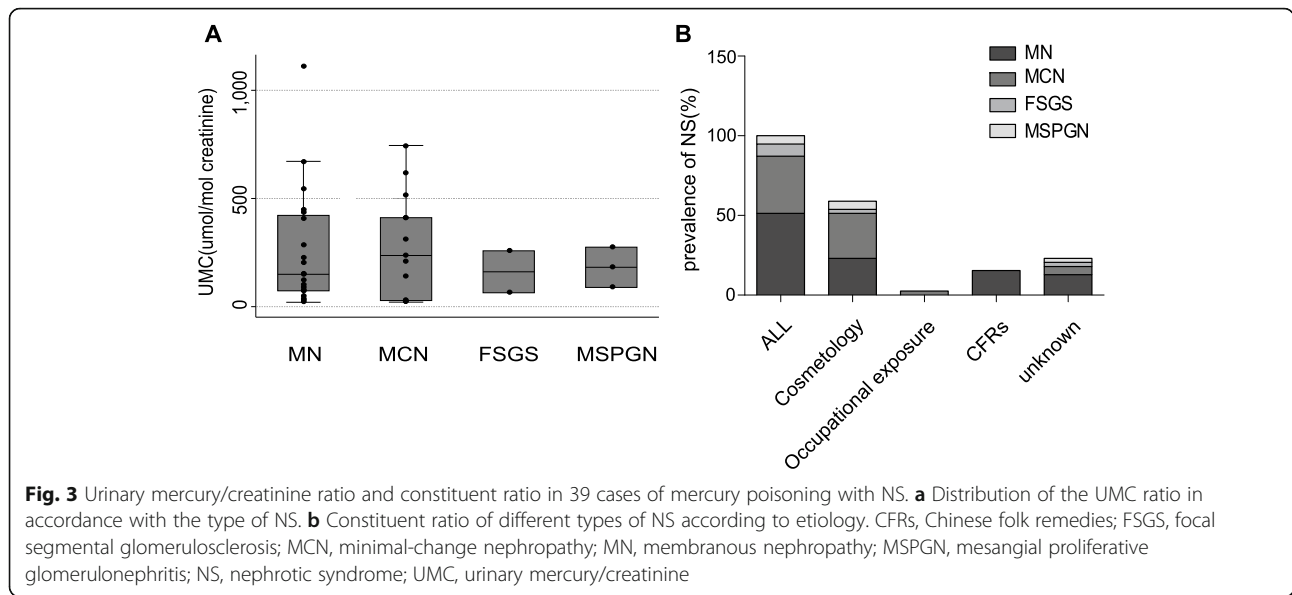 A
UMC(umol/mol creatinine)
1,000
500
0
MN
MCN
FSGS
MSPGN
B
prevalence of NS(%)
150
100
50
0
MN
MCN
FSGS
MSPGN
ALL
Cosmetology
Occupational exposure
CFRs
unknown
Fig. 3 Urinary mercury/creatinine ratio and constituent ratio in 39 cases of mercury poisoning with NS. a Distribution of the UMC ratio in
accordance with the type of NS. b Constituent ratio of different types of NS according to etiology. CFRs, Chinese folk remedies; FSGS, focal
segmental glomerulosclerosis; MCN, minimal-change nephropathy; MN, membranous nephropathy; MSPGN, mesangial proliferative
glomerulonephritis; NS, nephrotic syndrome; UMC, urinary mercury/creatinine